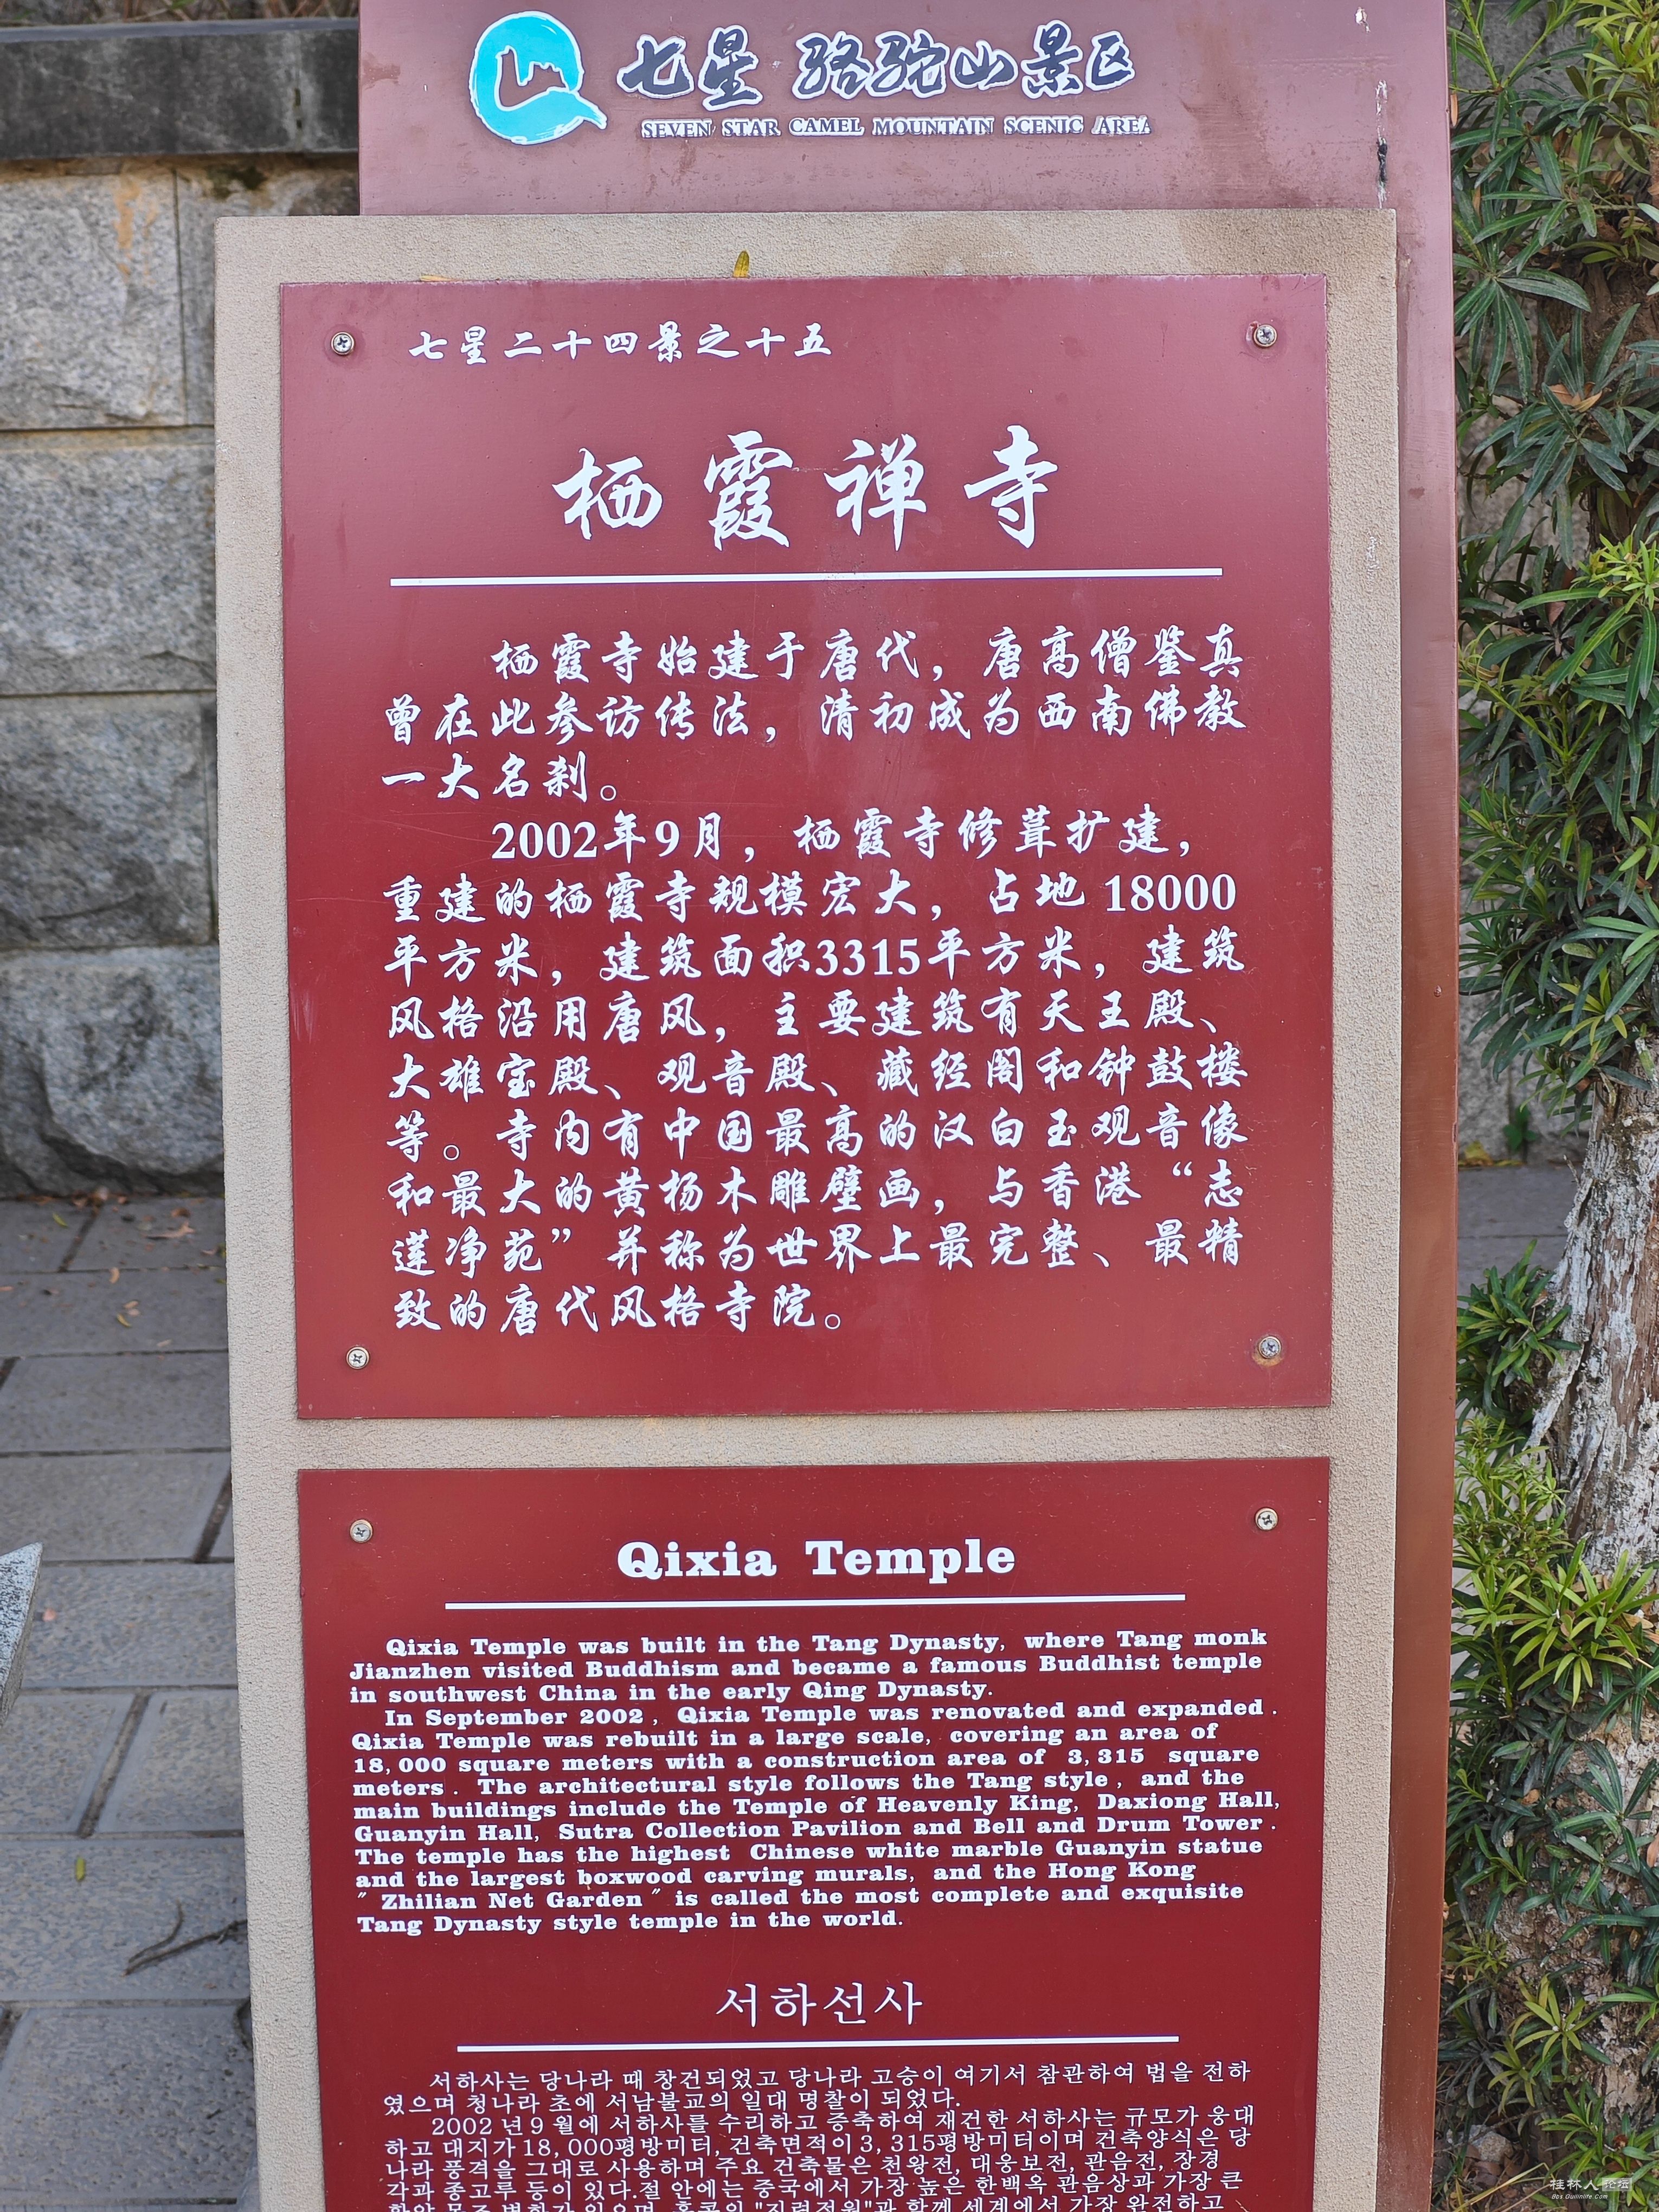 七星 骆驼山景区
SEVEN STAR CAMEL MOUNTAIN SCENIC AREA
七星二十四景之十五
栖霞禅寺
栖霞寺始建于唐代，唐高僧鉴真
曾在此参访传法，清初成为西南佛教
一大名刹。
2002年9月，栖霞寺修葺扩建，
重建的栖霞寺规模宏大，占地18000
平方米，建筑面积3315平方米，建筑
风格沿用唐风，主要建筑有天王殿、
大雄宝殿、观音殿、藏经阁和钟鼓楼
等。寺内有中国最高的汉白玉观音像
和最大的黄杨木雕壁画，与香港“志
莲净苑”并称为世界上最完整、最精
致的唐代风格寺院。
Qixia Temple
Qixia Temple was built in the Tang Dynasty, where Tang monk
Jianzhen visited Buddhism and became a famous Buddhist temple
in southwest China in the early Qing Dynasty.
In September 2002, Qixia Temple was renovated and expanded.
Qixia Temple was rebuilt in a large scale, covering an area of
18,000 square meters with a construction area of 3,315 square
meters. The architectural style follows the Tang style, and the
main buildings include the Temple of Heavenly King, Daxiong Hall,
Guanyin Hall, Sutra Collection Pavilion and Bell and Drum Tower.
The temple has the highest Chinese white marble Guanyin statue
and the largest boxwood carving murals, and the Hong Kong
"Zhilian Net Garden" is called the most complete and exquisite
Tang Dynasty style temple in the world.
서하선사
서하사는 당나라 때 창건되었고 당나라 고승이 여기서 참관하여 법을 전하
였으며 청나라 초에 서남불교의 일대 명찰이 되었다.
2002년9월에 서하사를 수리하고 증축하여 재건한 서하사는 규모가 웅대
하고 대지가18,000평방미터, 건축면적이3,315평방미터이며 건축양식은 당
나라 풍격을 그대로 사용하며 주요 건축물은 천왕전, 대웅보전, 관음전, 장경
각과 종고루 등이 있다.절 안에는 중국에서 가장 높은 한백옥 관음상과 가장 큰
桂林人论坛
Bbs.Guilinlife.com